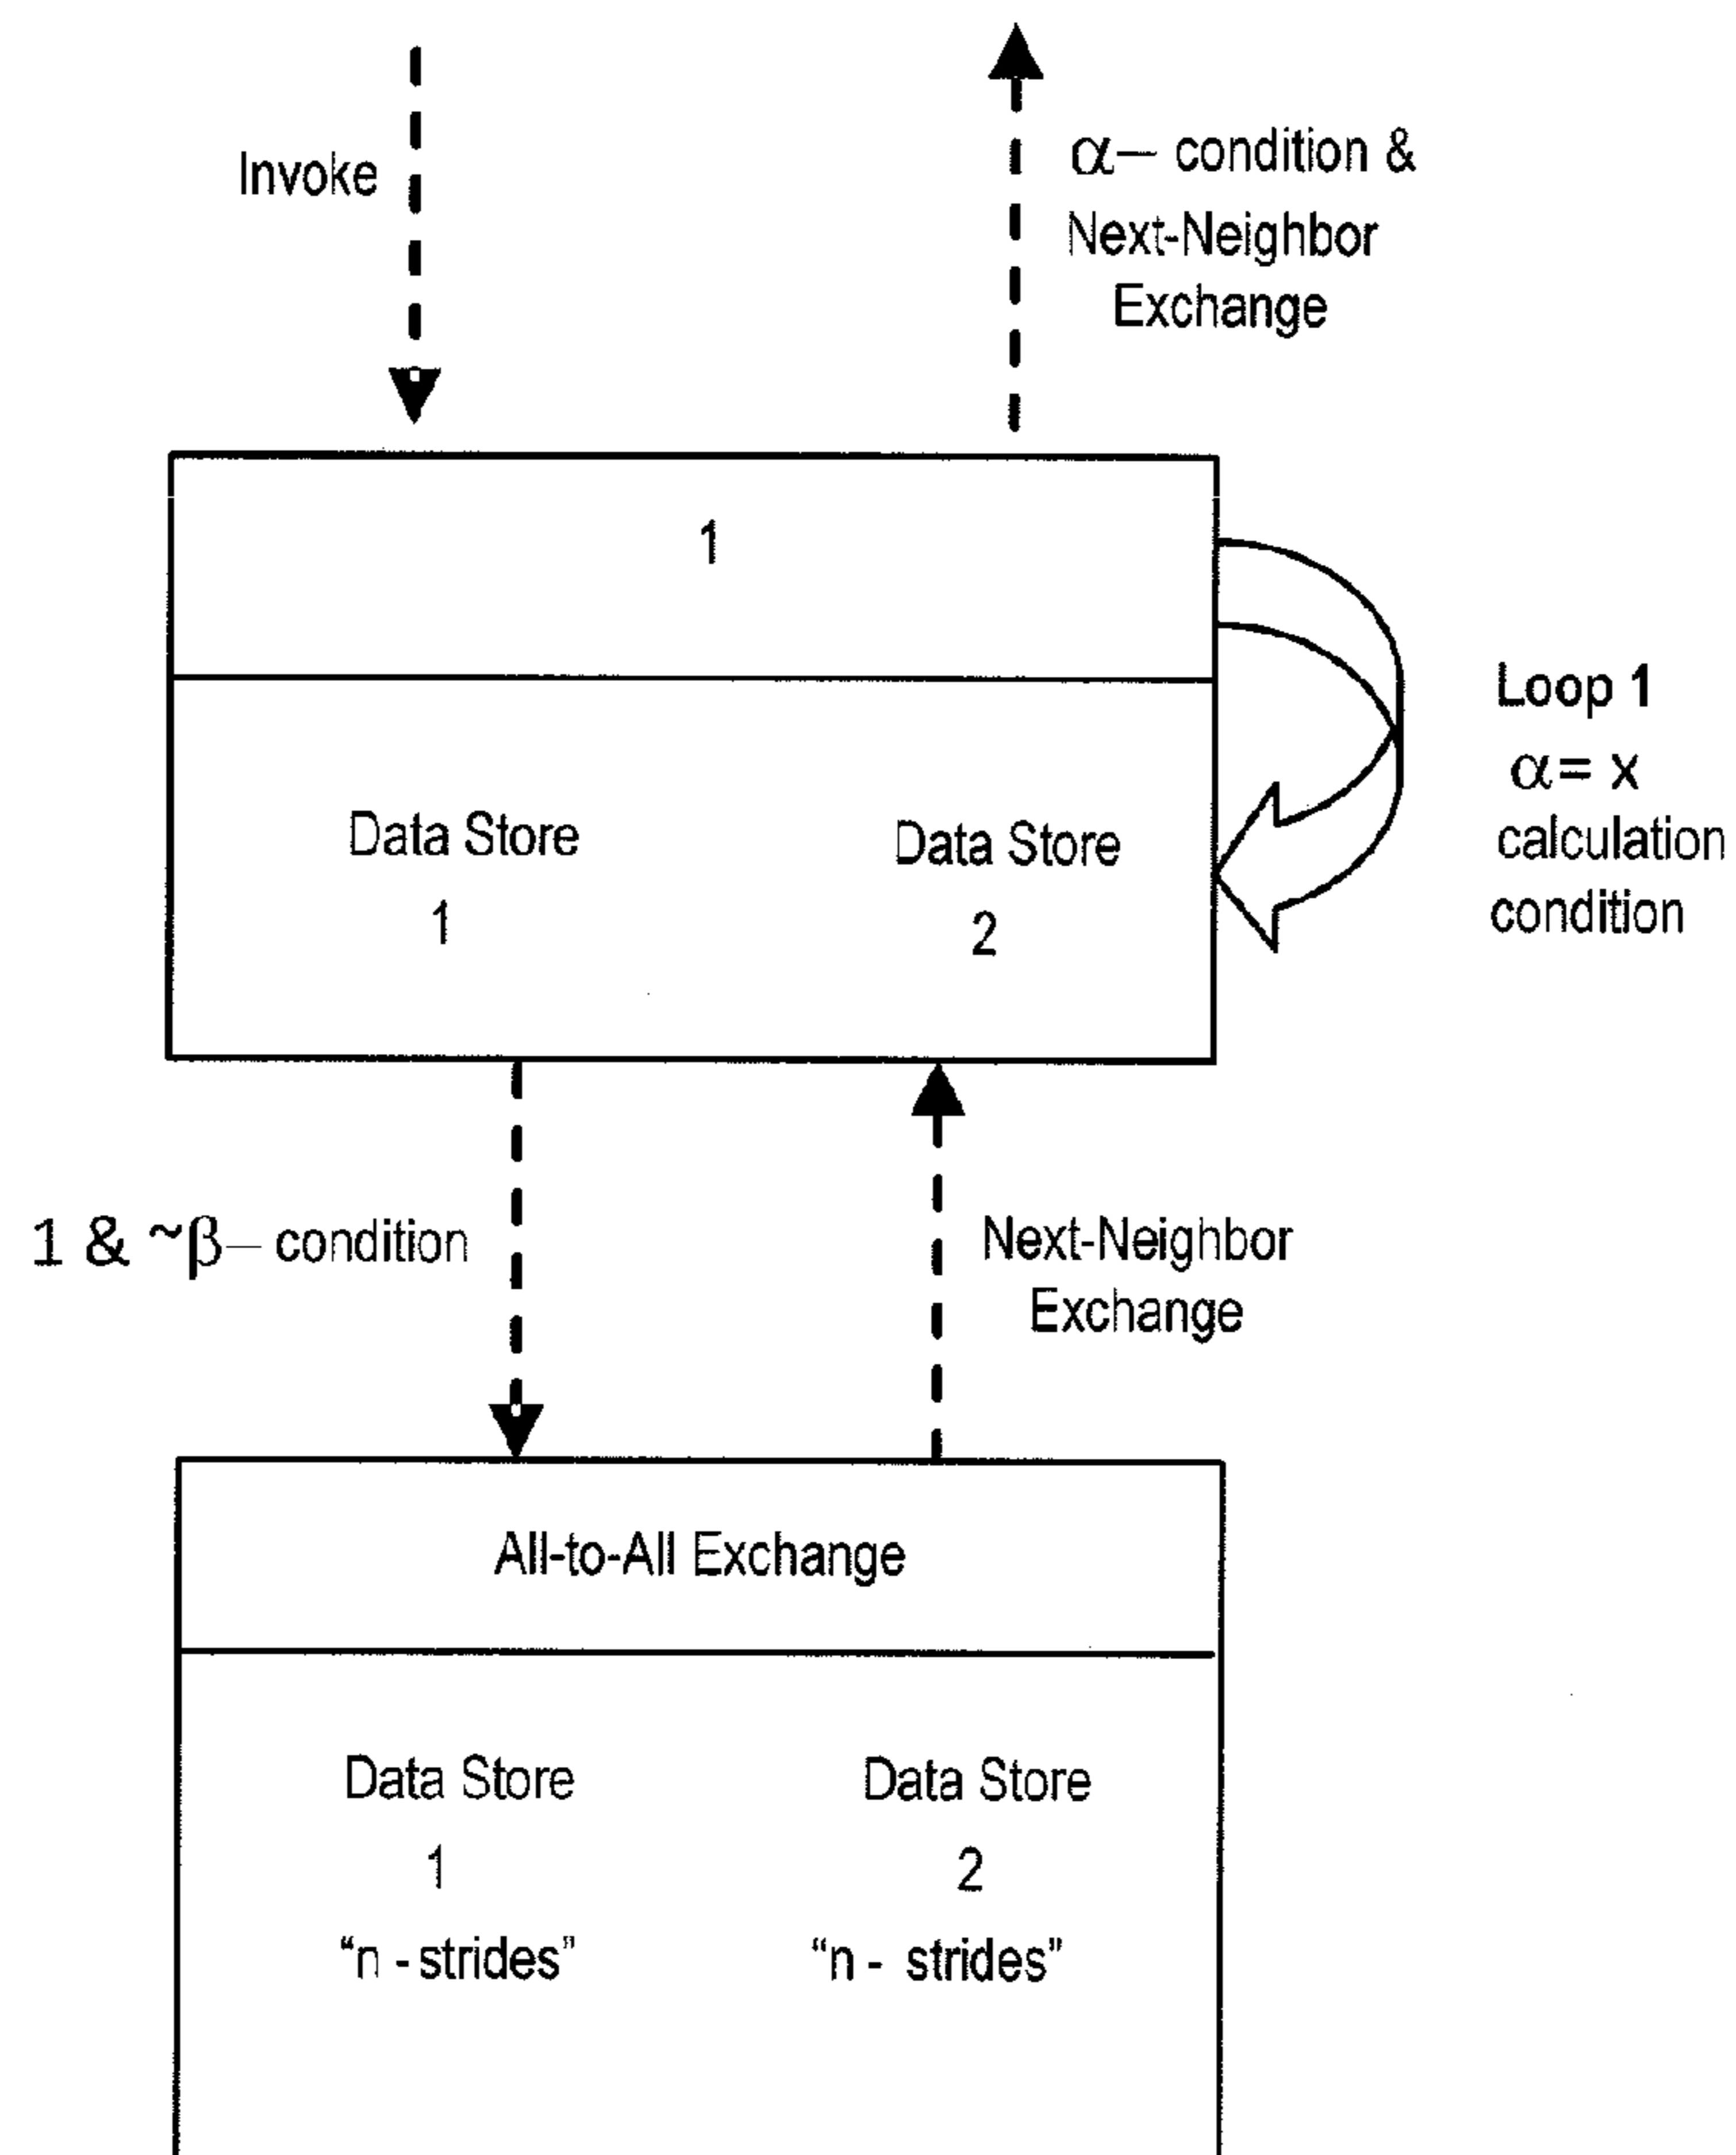 Invoke
α— condition &
Next-Neighbor
Exchange
1
Loop 1
α= x
calculation
condition
Data Store
1
Data Store
2
1 & ~β— condition
Next-Neighbor
Exchange
All-to-All Exchange
Data Store
1
"n - strides"
Data Store
2
"n - strides"